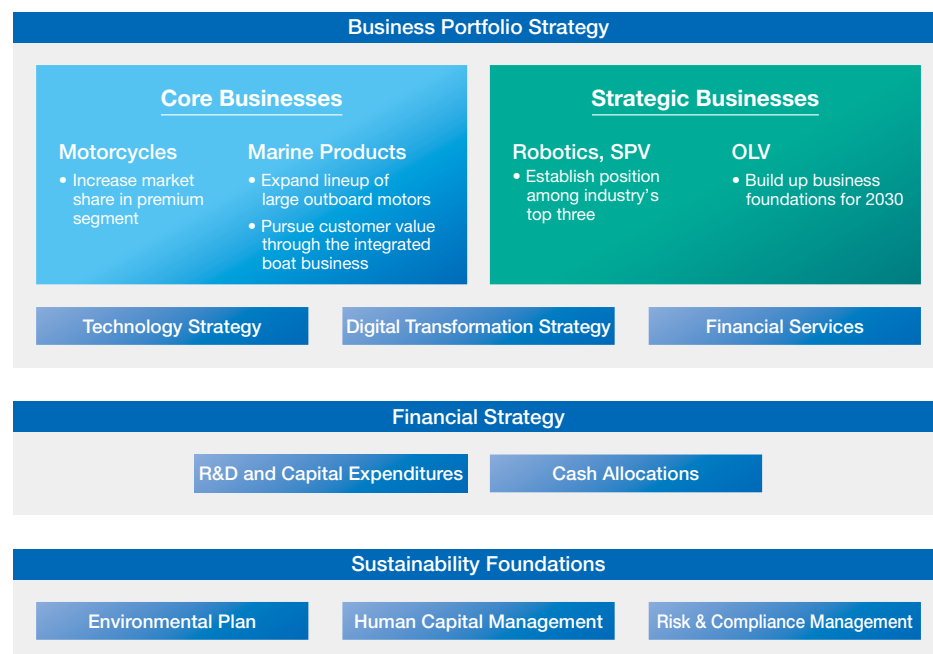 Business Portfolio Strategy
Core Businesses
Motorcycles
• Increase market
share in premium
segment
Marine Products
• Expand lineup of
large outboard motors
• Pursue customer value
through the integrated
boat business
Strategic Businesses
Robotics, SPV
• Establish position
among industry's
top three
OLV
• Build up business
foundations for 2030
Technology Strategy
Digital Transformation Strategy
Financial Services
Financial Strategy
R&D and Capital Expenditures
Cash Allocations
Sustainability Foundations
Environmental Plan
Human Capital Management
Risk & Compliance Management